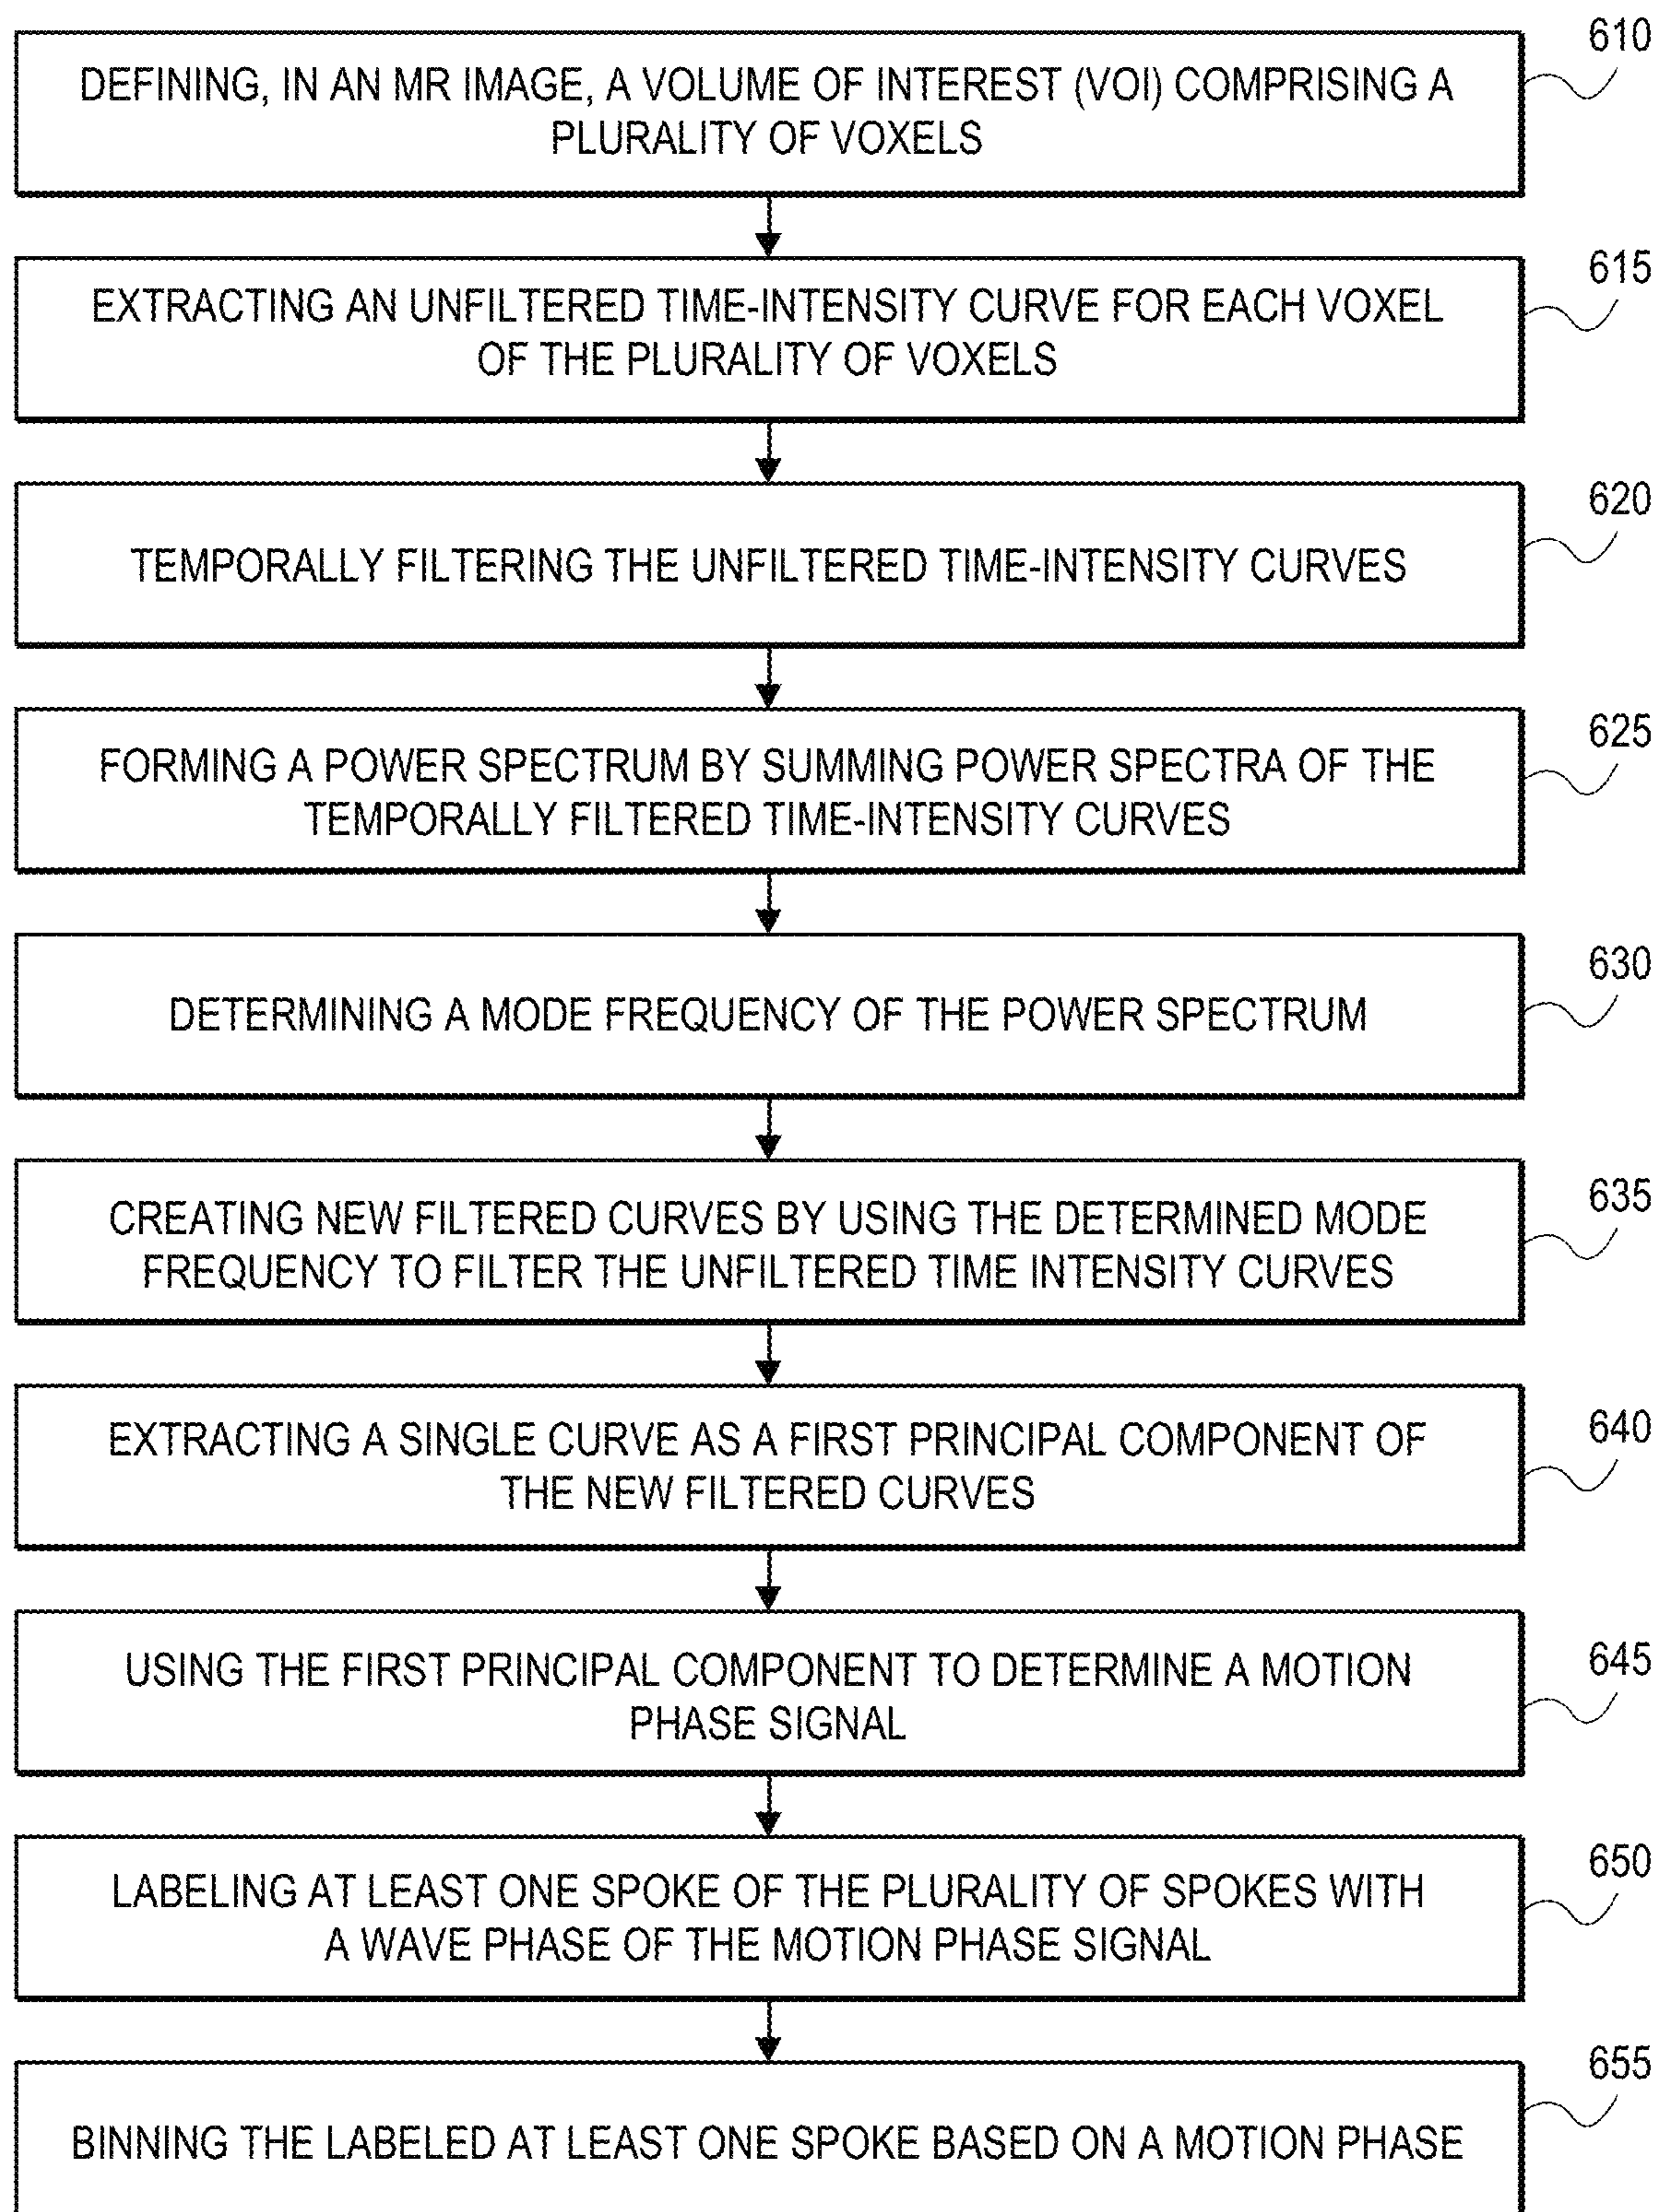 610
DEFINING, IN AN MR IMAGE, A VOLUME OF INTEREST (VOI) COMPRISING A
PLURALITY OF VOXELS
615
EXTRACTING AN UNFILTERED TIME-INTENSITY CURVE FOR EACH VOXEL
OF THE PLURALITY OF VOXELS
620
TEMPORALLY FILTERING THE UNFILTERED TIME-INTENSITY CURVES
625
FORMING A POWER SPECTRUM BY SUMMING POWER SPECTRA OF THE
TEMPORALLY FILTERED TIME-INTENSITY CURVES
630
DETERMINING A MODE FREQUENCY OF THE POWER SPECTRUM
635
CREATING NEW FILTERED CURVES BY USING THE DETERMINED MODE
FREQUENCY TO FILTER THE UNFILTERED TIME INTENSITY CURVES
640
EXTRACTING A SINGLE CURVE AS A FIRST PRINCIPAL COMPONENT OF
THE NEW FILTERED CURVES
645
USING THE FIRST PRINCIPAL COMPONENT TO DETERMINE A MOTION
PHASE SIGNAL
650
LABELING AT LEAST ONE SPOKE OF THE PLURALITY OF SPOKES WITH
A WAVE PHASE OF THE MOTION PHASE SIGNAL
655
BINNING THE LABELED AT LEAST ONE SPOKE BASED ON A MOTION PHASE